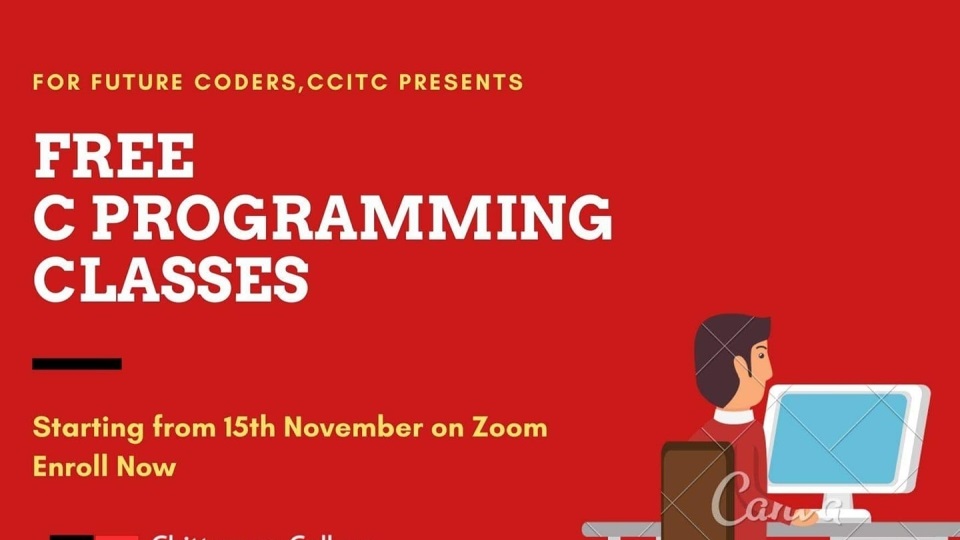 FOR FUTURE CODERS,CCITC PRESENTS
FREE
C PROGRAMMING
CLASSES
Starting from 15th November on Zoom
Enroll Now
Canva